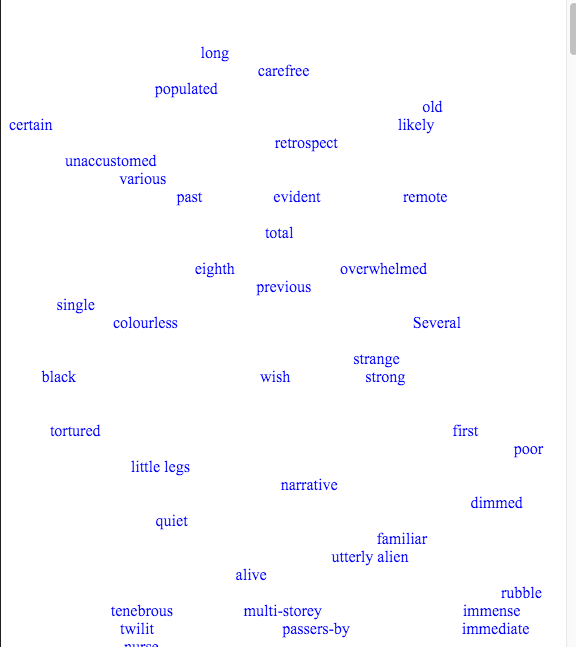 long
carefree
populated
old
certain likely
retrospect
unaccustomed
various
past evident remote
total
eighth overwhelmed
previous
single
colourless Several
strange
black wish strong
tortured first
poor
little legs
narrative
dimmed
quiet
familiar
utterly alien
alive
rubble
tenebrous multi-storey immense
twilit passers-by immediate
nurse